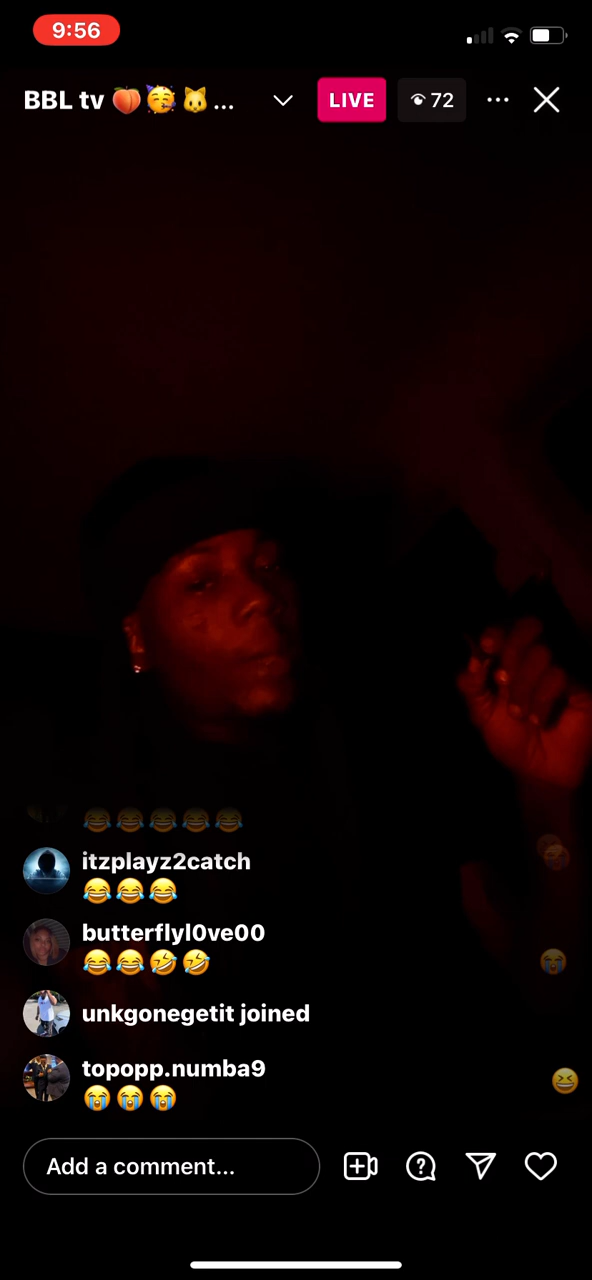 9:56
BBL tv 🍑🥳🐱...
LIVE
72
😂😂😂😂😂
itzplayz2catch
😂😂😂
butterflyl0ve00
😂😂🤣🤣
unkgonegetit joined
topopp.numba9
😭😭😭
Add a comment...